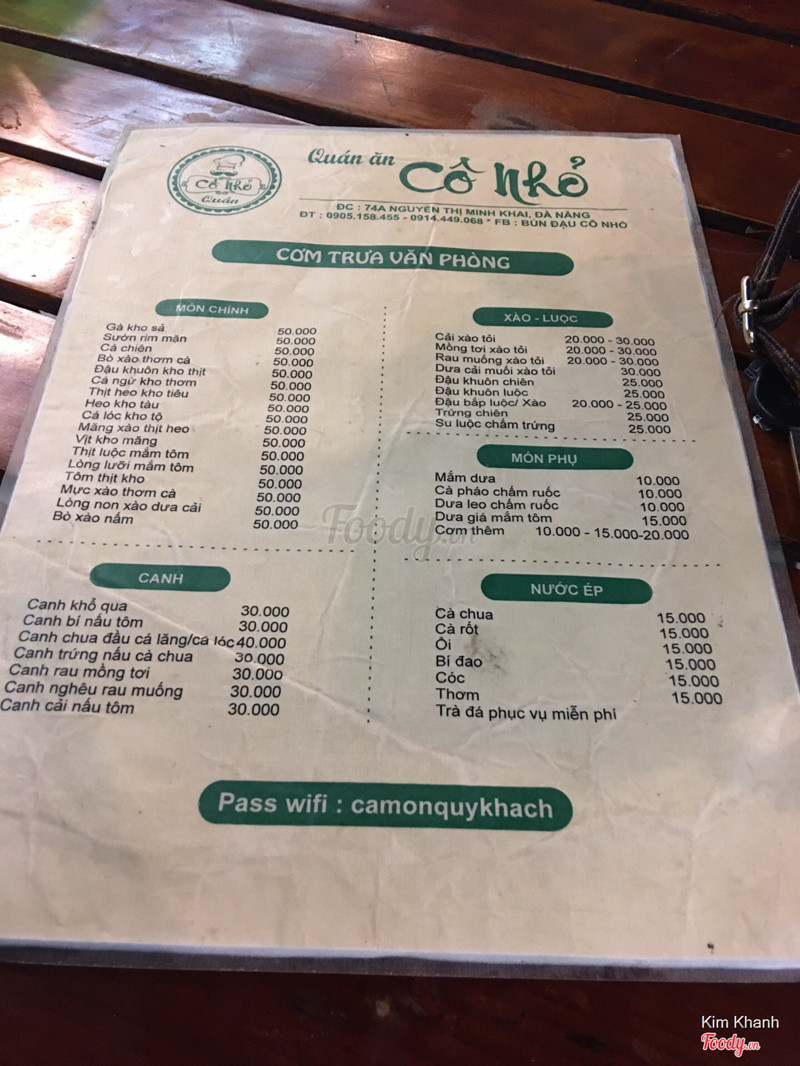 Cô Nhỏ
Quán
Quán ăn Cô Nhỏ
ĐC : 74A NGUYỄN THỊ MINH KHAI, ĐÀ NẴNG
ĐT : 0905.158.455 - 0914.449.068 * FB : BÚN ĐẬU CÔ NHỎ
CƠM TRƯA VĂN PHÒNG
MÓN CHÍNH
Gà kho sả 50.000
Sườn rim mặn 50.000
Cá chiên 50.000
Bò xào thơm cà 50.000
Đậu khuôn kho thịt 50.000
Cá ngừ kho thơm 50.000
Thịt heo kho tiêu 50.000
Heo kho tàu 50.000
Cá lóc kho tộ 50.000
Măng xào thịt heo 50.000
Vịt kho măng 50.000
Thịt luộc mắm tôm 50.000
Lòng lưỡi mắm tôm 50.000
Tôm thịt kho 50.000
Mực xào thơm cà 50.000
Lòng non xào dưa cải 50.000
Bò xào nấm 50.000
CANH
Canh khổ qua 30.000
Canh bí nấu tôm 30.000
Canh chua đầu cá lăng/cá lóc 40.000
Canh trứng nấu cà chua 30.000
Canh rau mồng tơi 30.000
Canh nghêu rau muống 30.000
Canh cải nấu tôm 30.000
XÀO - LUỘC
Cải xào tỏi 20.000 - 30.000
Mồng tơi xào tỏi 20.000 - 30.000
Rau muống xào tỏi 20.000 - 30.000
Dưa cải muối xào tỏi 30.000
Đậu khuôn chiên 25.000
Đậu khuôn luộc 25.000
Đậu bắp luộc/ Xào 20.000 - 25.000
Trứng chiên 25.000
Su luộc chấm trứng 25.000
MÓN PHỤ
Mắm dưa 10.000
Cà pháo chấm ruốc 10.000
Dưa leo chấm ruốc 10.000
Dưa giá mắm tôm 15.000
Cơm thêm 10.000 - 15.000-20.000
NƯỚC ÉP
Cà chua 15.000
Cà rốt 15.000
Ổi 15.000
Bí đao 15.000
Cóc 15.000
Thơm 15.000
Trà đá phục vụ miễn phí
Pass wifi : camonquykhach
Foody.vn
Kim Khanh
Foody.vn